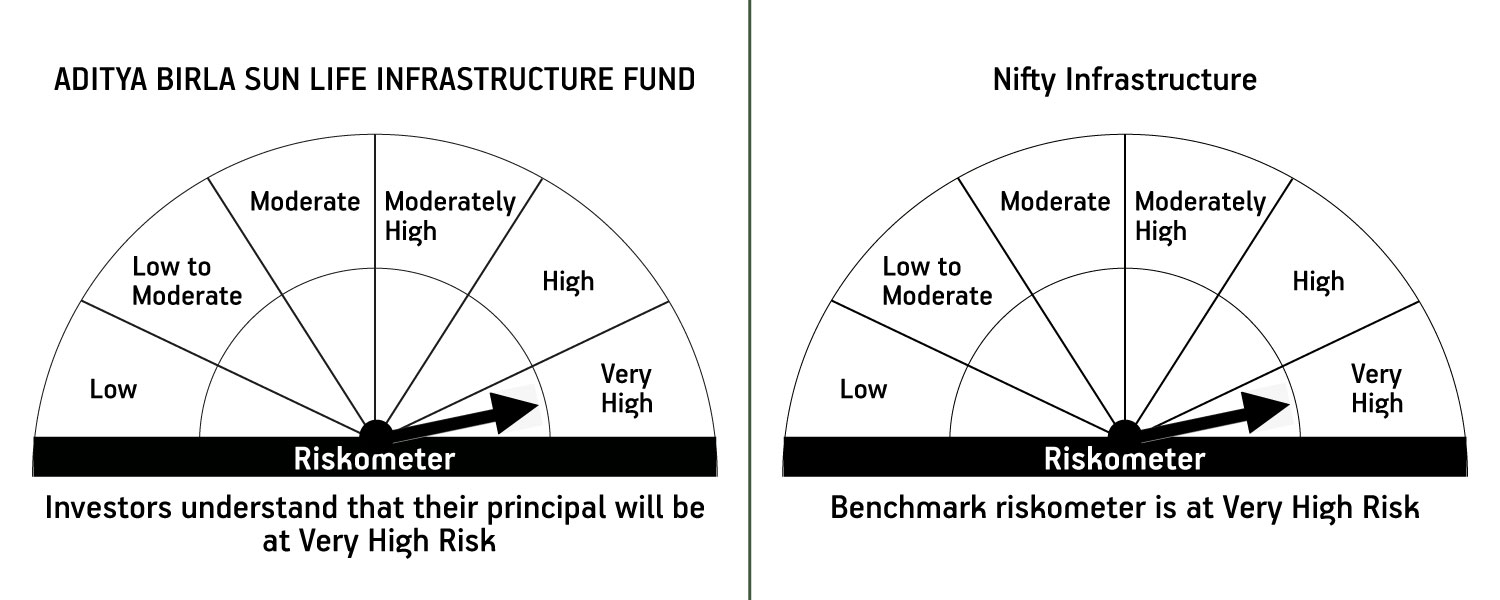 ADITYA BIRLA SUN LIFE INFRASTRUCTURE FUND
Moderate
Moderately
High
Low to
Moderate
High
Low
Very
High
Riskometer
Investors understand that their principal will be
at Very High Risk
Nifty Infrastructure
Moderate
Moderately
High
Low to
Moderate
High
Low
Very
High
Riskometer
Benchmark riskometer is at Very High Risk